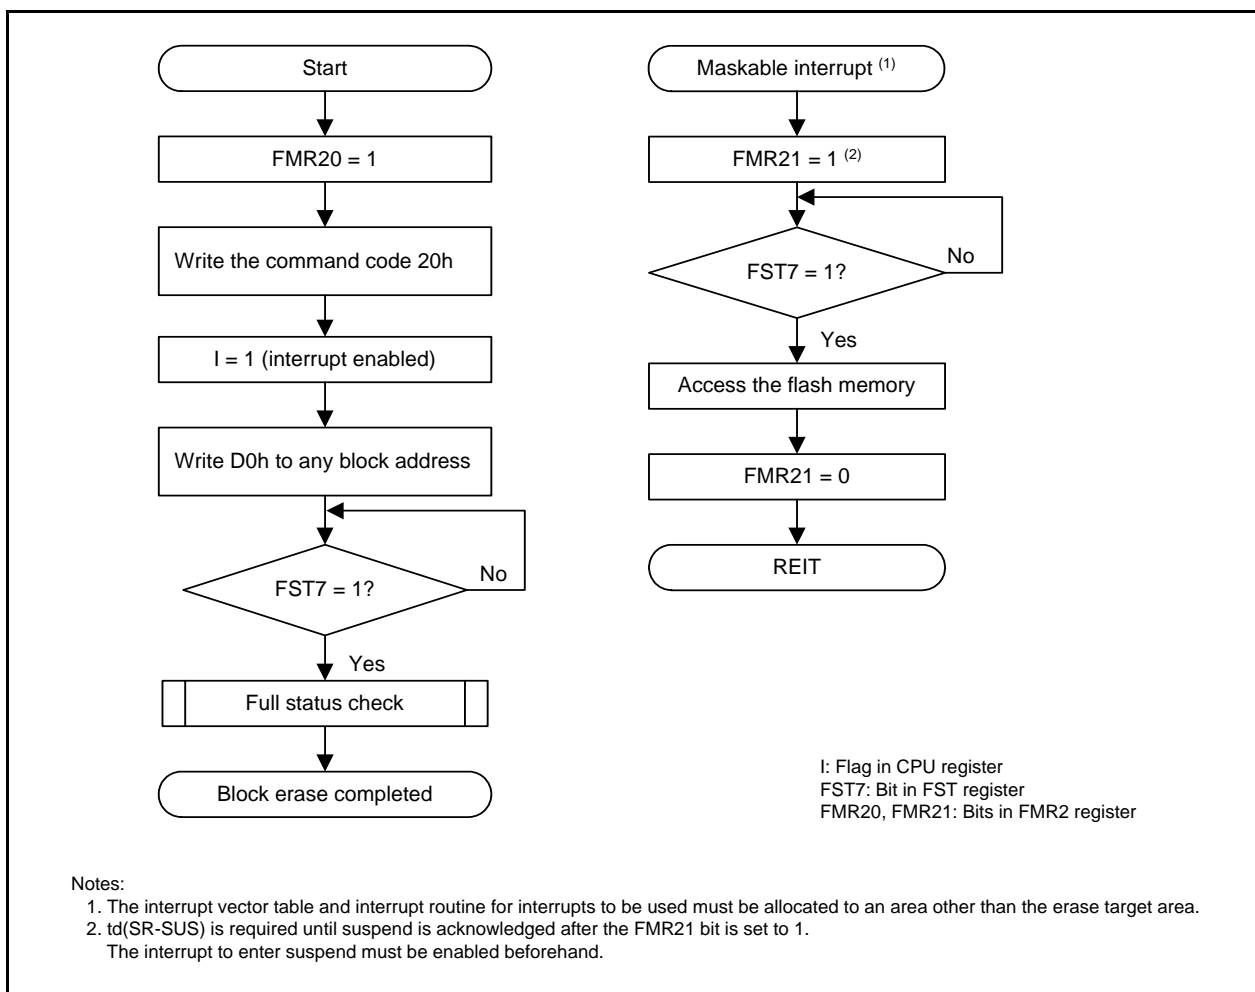 Start
FMR20 = 1
Write the command code 20h
I = 1 (interrupt enabled)
Write D0h to any block address
FST7 = 1?
No
Yes
Full status check
Block erase completed
Maskable interrupt (1)
FMR21 = 1 (2)
FST7 = 1?
No
Yes
Access the flash memory
FMR21 = 0
REIT
I: Flag in CPU register
FST7: Bit in FST register
FMR20, FMR21: Bits in FMR2 register
Notes:
1. The interrupt vector table and interrupt routine for interrupts to be used must be allocated to an area other than the erase target area.
2. td(SR-SUS) is required until suspend is acknowledged after the FMR21 bit is set to 1.
The interrupt to enter suspend must be enabled beforehand.